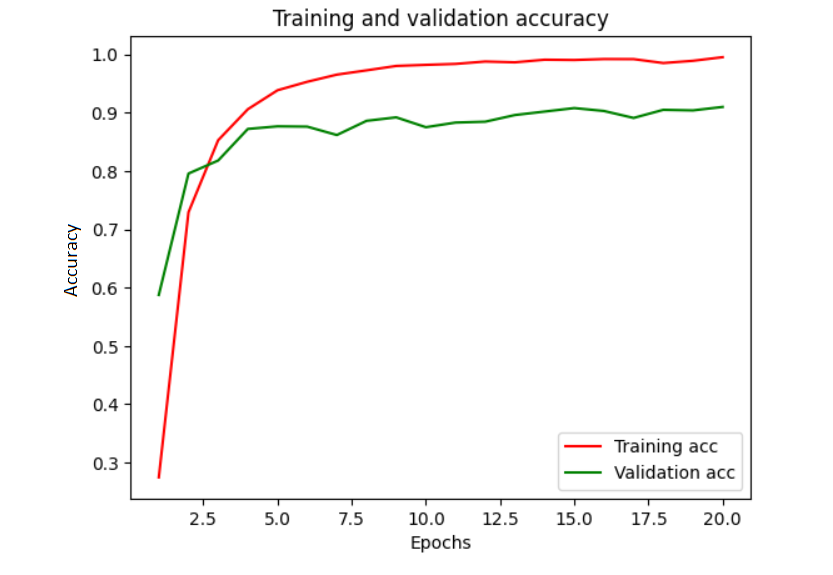 Training and validation accuracy
1.0
0.9
0.8
0.7
0.6
0.5
0.4
0.3
Accuracy
Training acc
Validation acc
2.5 5.0 7.5 10.0 12.5 15.0 17.5 20.0
Epochs